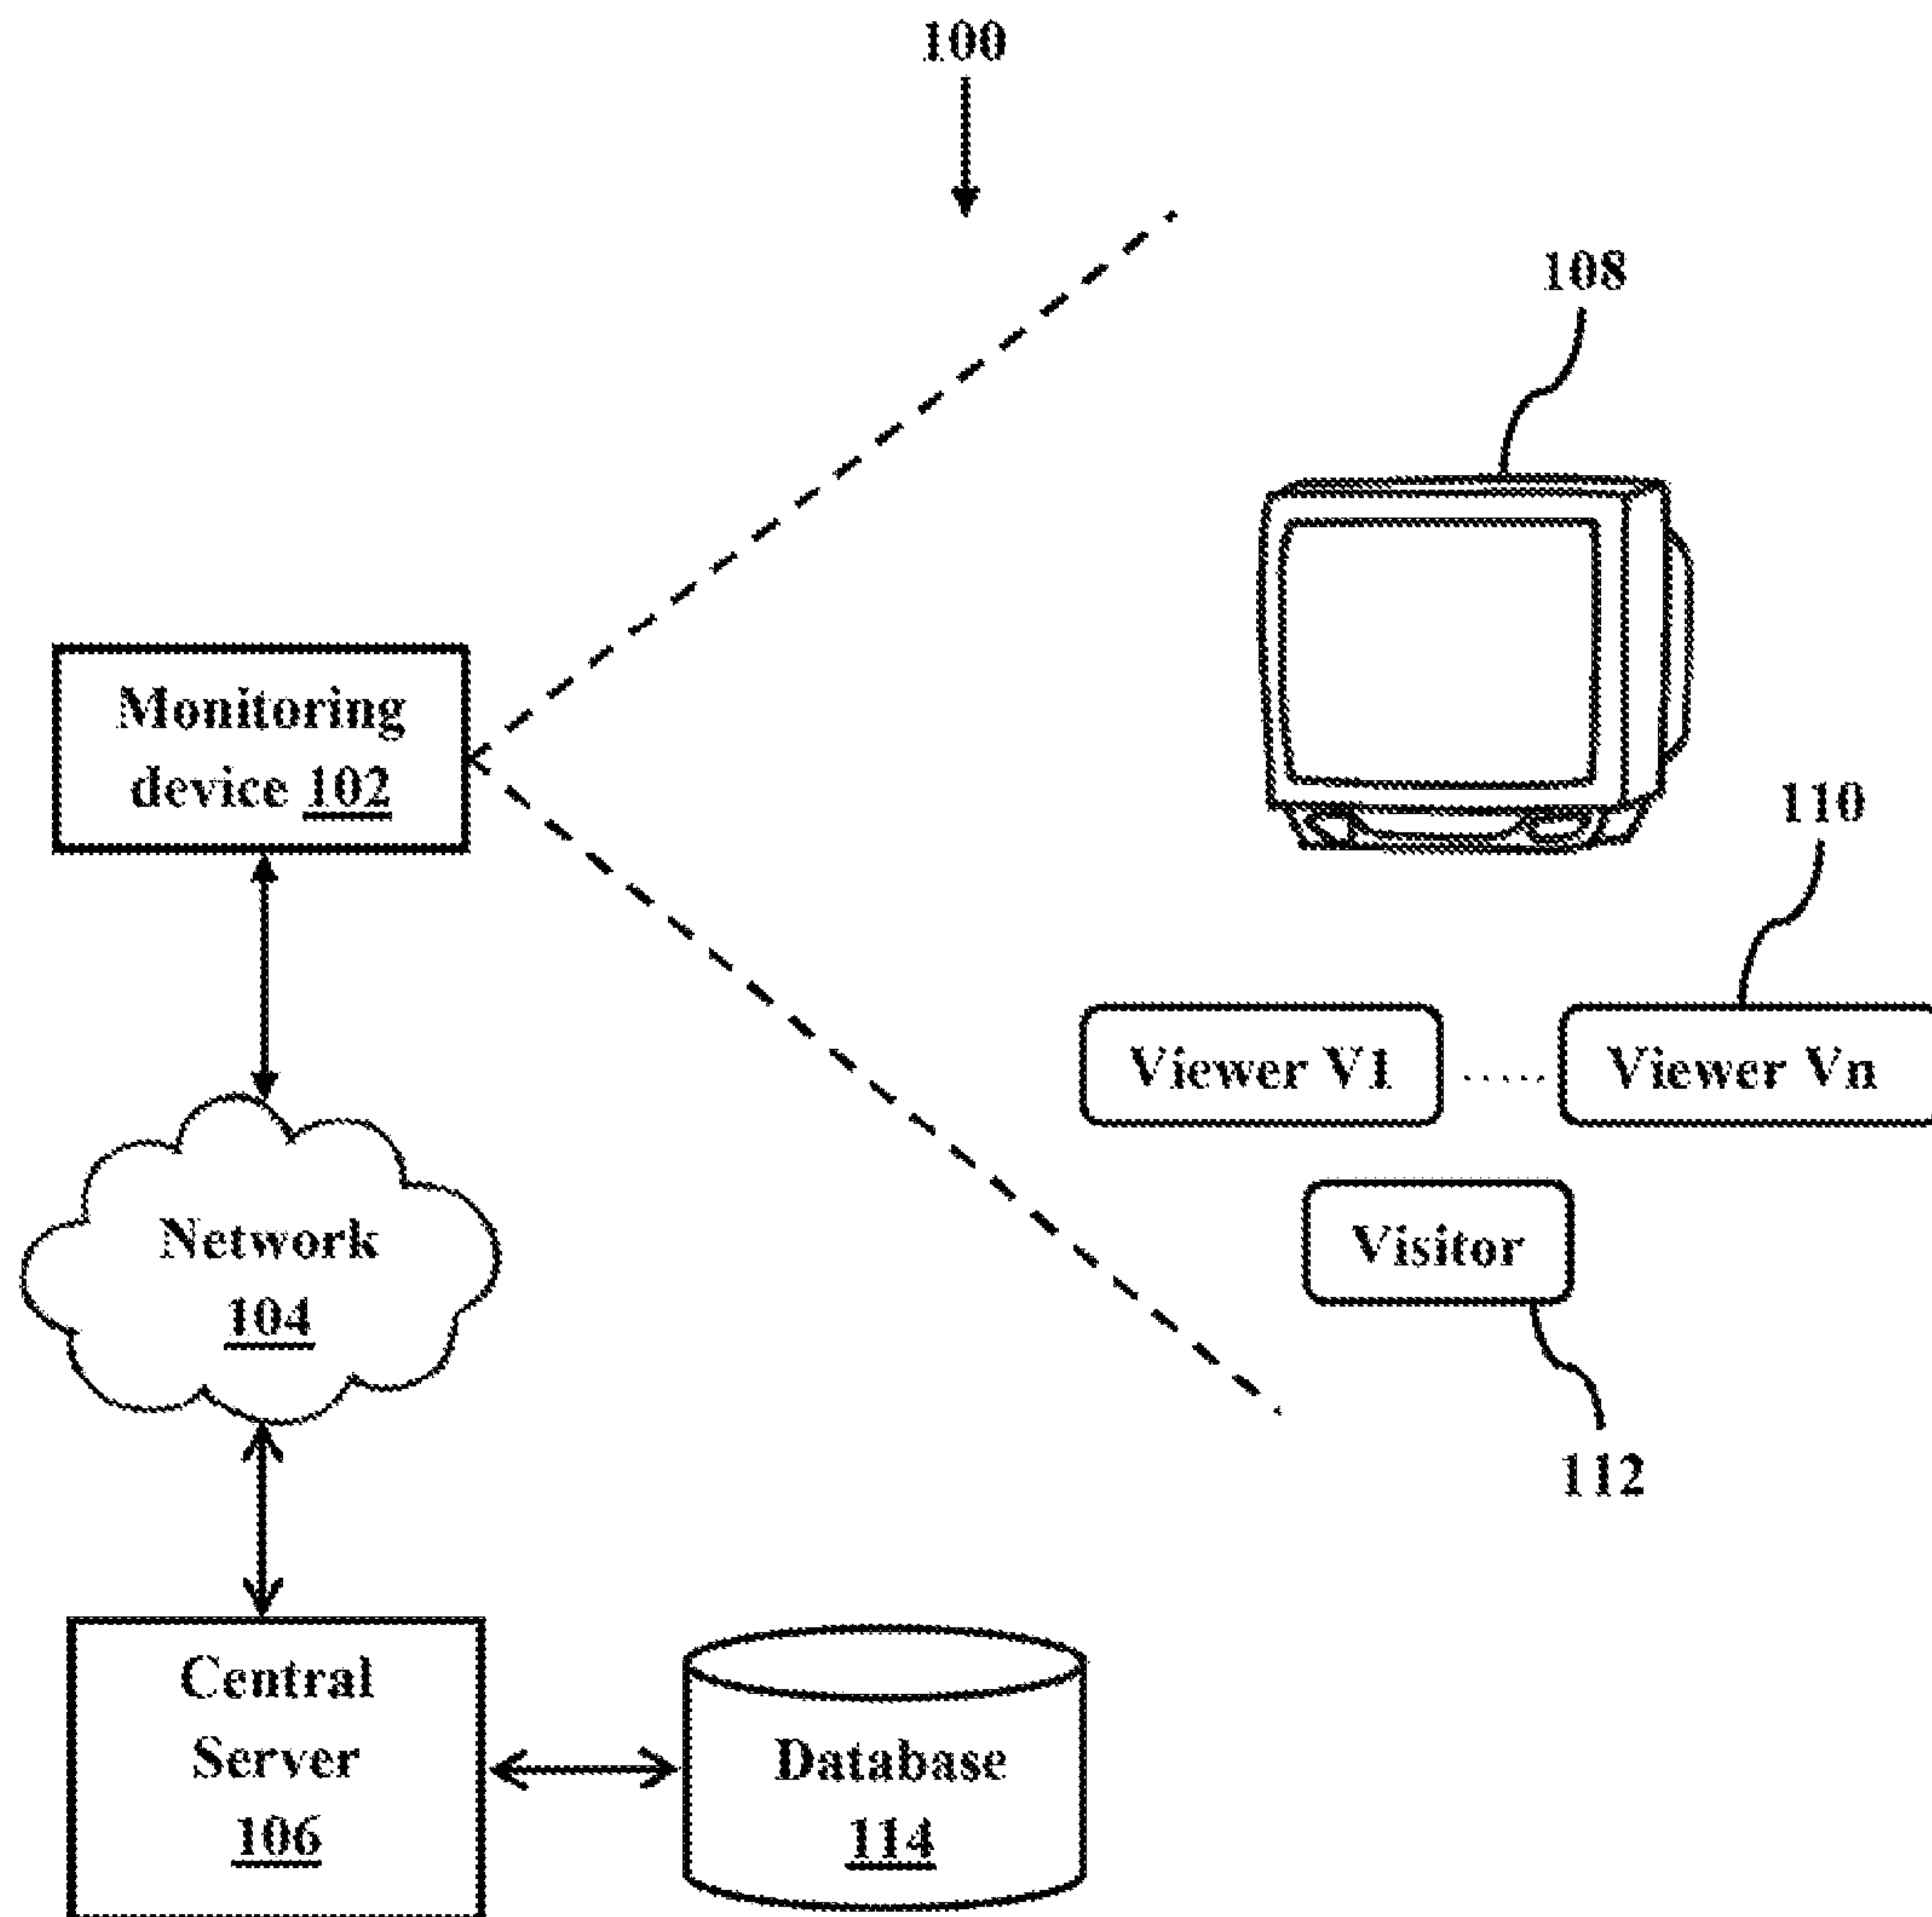 100
108
Monitoring
device 102
110
Viewer V1 ..... Viewer Vn
Network
104
Visitor
112
Central
Server
106
Database
114